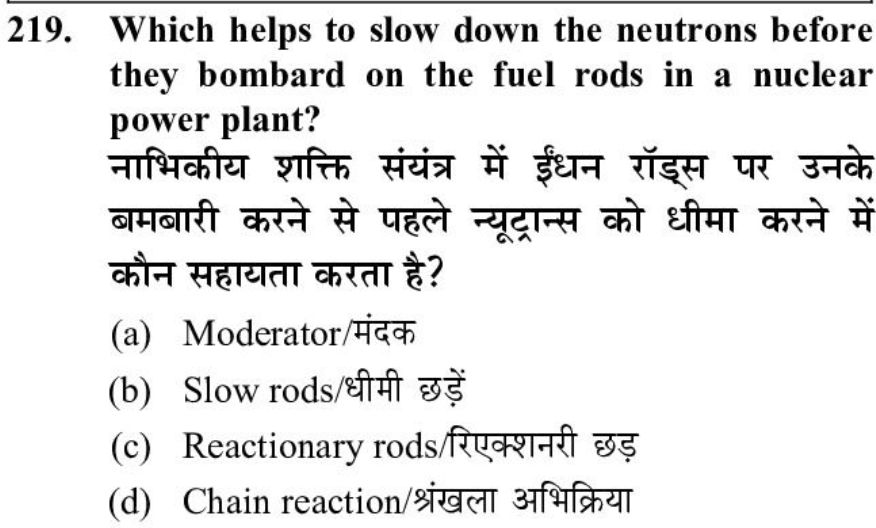 219. Which helps to slow down the neutrons before
they bombard on the fuel rods in a nuclear
power plant?
नाभिकीय शक्ति संयंत्र में ईंधन रॉड्स पर उनके
बमबारी करने से पहले न्यूट्रान्स को धीमा करने में
कौन सहायता करता है?
(a) Moderator/मंदक
(b) Slow rods/धीमी छड़ें
(c) Reactionary rods/रिएक्शनरी छड़
(d) Chain reaction/श्रंखला अभिक्रिया